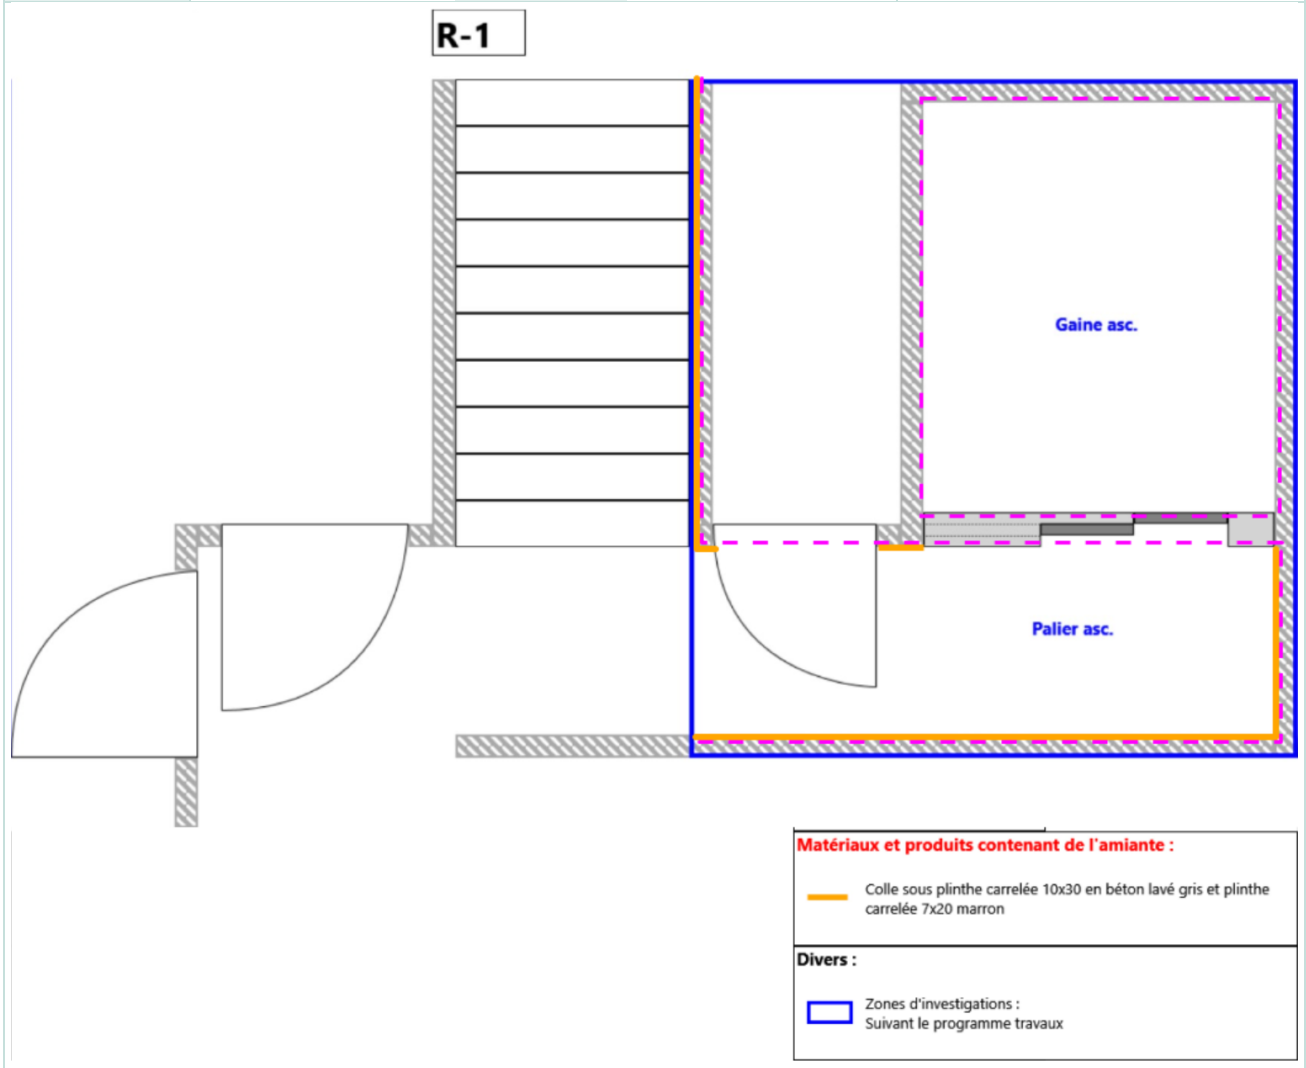 R-1
Gaine asc.
Palier asc.
Matériaux et produits contenant de l'amiante :
Colle sous plinthe carrelée 10x30 en béton lavé gris et plinthe
carrelée 7x20 marron
Divers :
Zones d'investigations :
Suivant le programme travaux